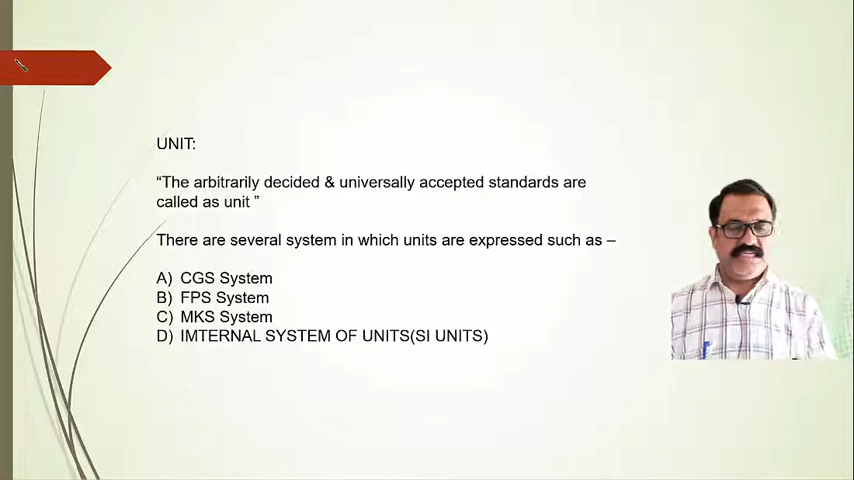 UNIT:
“The arbitrarily decided & universally accepted standards are
called as unit ”
There are several system in which units are expressed such as –
A) CGS System
B) FPS System
C) MKS System
D) IMTERNAL SYSTEM OF UNITS(SI UNITS)